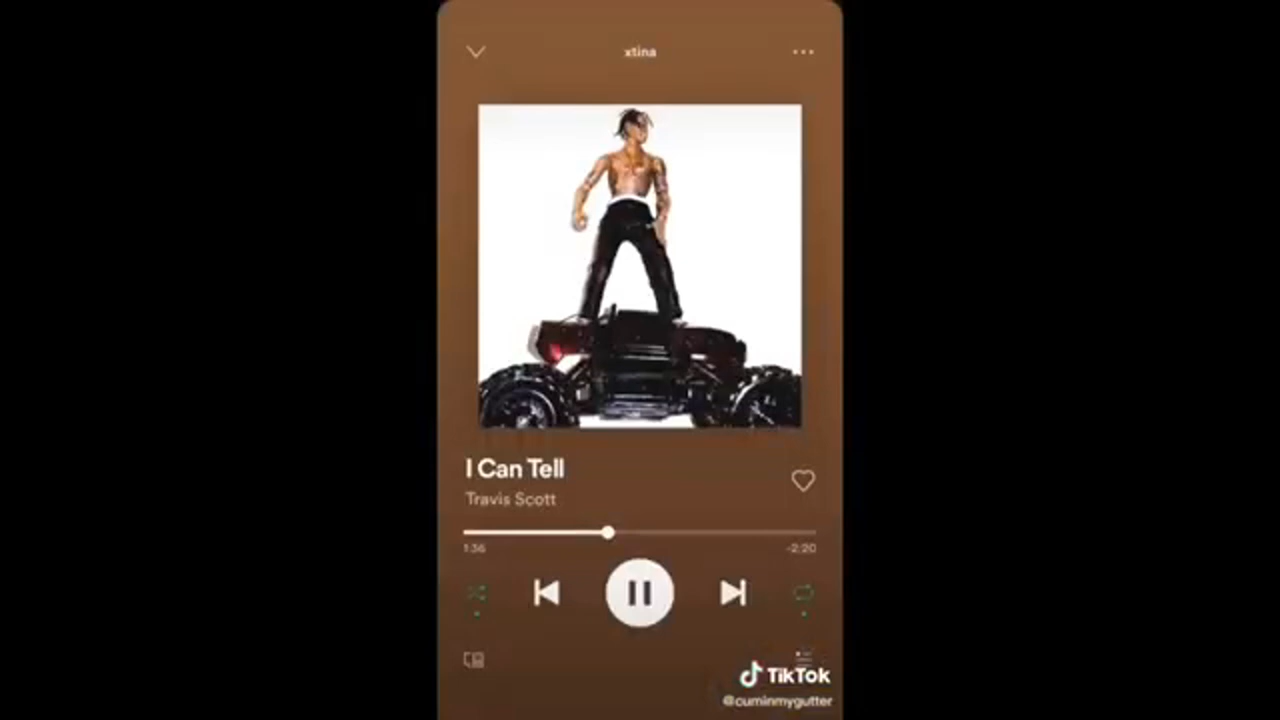 xtina
I Can Tell
Travis Scott
1:36
-2:20
TikTok
@cuminmygutter